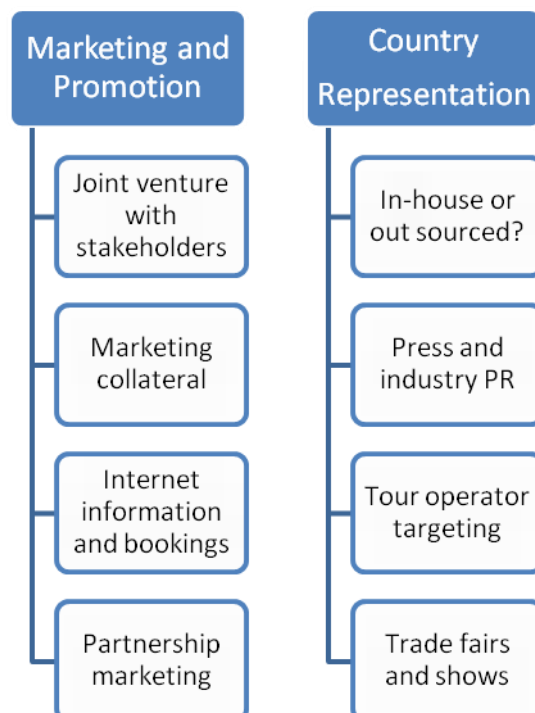 Marketing and
Promotion
Joint venture
with
stakeholders
Marketing
collateral
Internet
information
and bookings
Partnership
marketing
Country
Representation
In-house or
out sourced?
Press and
industry PR
Tour operator
targeting
Trade fairs
and shows